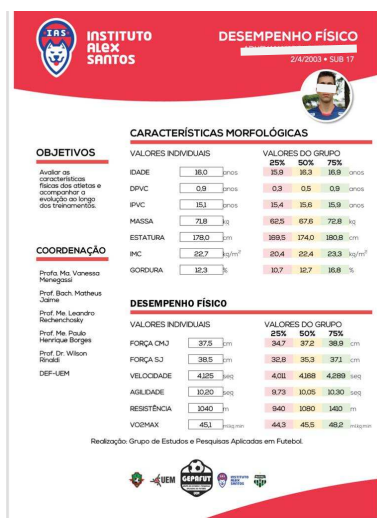 IAS
INSTITUTO
ALEX
SANTOS
DESEMPENHO FÍSICO
2/4/2003 • SUB 17
CARACTERÍSTICAS MORFOLÓGICAS
OBJETIVOS
Avaliar as
características
físicas dos atletas e
acompanhar a
evolução ao longo
dos treinamentos.
COORDENAÇÃO
Profa. Ma. Vanessa
Menegassi
Prof. Bach. Matheus
Jaime
Prof. Me. Leandro
Rechenchosky
Prof. Me. Paulo
Henrique Borges
Prof. Dr. Wilson
Rinaldi
DEF-UEM
VALORES INDIVIDUAIS VALORES DO GRUPO
25% 50% 75%
IDADE 16,0 anos 15,9 16,3 16,9 anos
DPVC 0,9 anos 0,3 0,5 0,9 anos
IPVC 15,1 anos 15,4 15,6 15,9 anos
MASSA 71,8 kg 62,5 67,6 72,8 kg
ESTATURA 178,0 cm 169,5 174,0 180,8 cm
IMC 22,7 kg/m² 20,4 22,4 23,3 kg/m²
GORDURA 12,3 % 10,7 12,7 16,8 %
DESEMPENHO FÍSICO
VALORES INDIVIDUAIS VALORES DO GRUPO
25% 50% 75%
FORÇA CMJ 37,5 cm 34,7 37,2 38,9 cm
FORÇA SJ 38,5 cm 32,8 35,3 37,1 cm
VELOCIDADE 4,125 seg 4,011 4,168 4,289 seg
AGILIDADE 10,20 seg 9,73 10,05 10,30 seg
RESISTÊNCIA 1040 m 940 1080 1410 m
VO2MAX 45,1 ml.kg.min 44,3 45,5 48,2 ml.kg.min
Realização: Grupo de Estudos e Pesquisas Aplicadas em Futebol.
UEM
GEPAFUT
INSTITUTO
ALEX
SANTOS